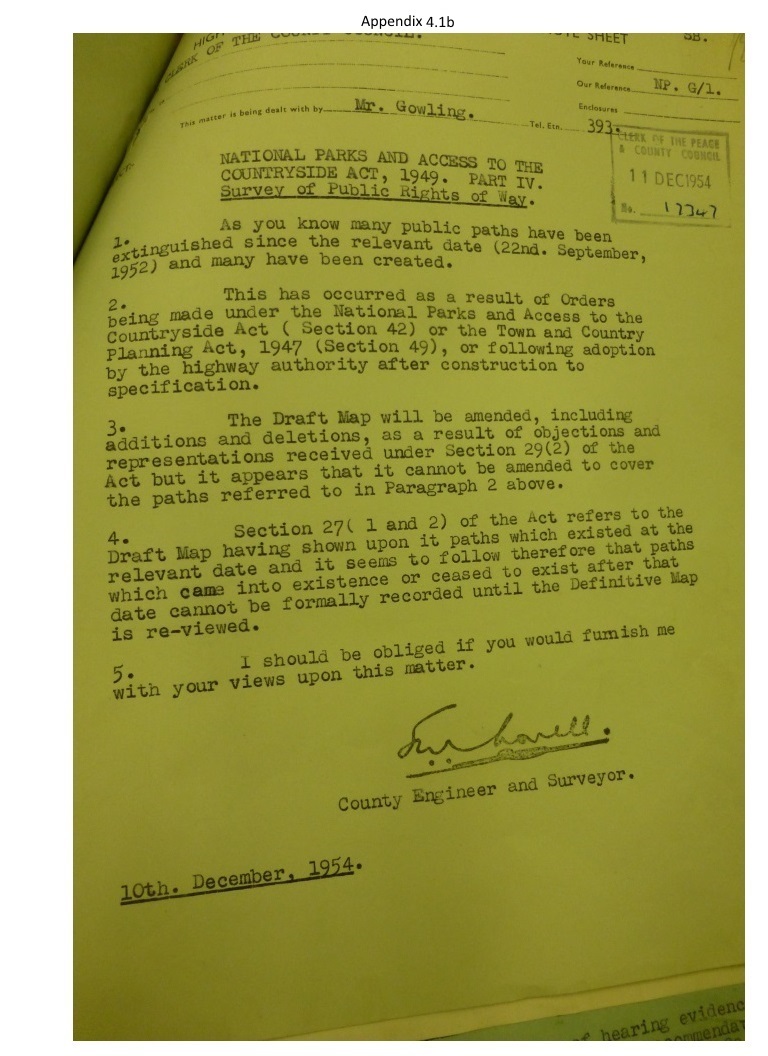 Appendix 4.1b
CLERK OF THE COUNTY COUNCIL.
SHEET
SB.
Your Reference
Our Reference NP. G/1.
Enclosures
This matter is being dealt with by Mr. Gowling.
Tel. Etn. 393.
CLERK OF THE PEACE
& COUNTY COUNCIL
11 DEC 1954
No. 17347
NATIONAL PARKS AND ACCESS TO THE
COUNTRYSIDE ACT, 1949. PART IV.
Survey of Public Rights of Way.
1. As you know many public paths have been
extinguished since the relevant date (22nd. September,
1952) and many have been created.
2. This has occurred as a result of Orders
being made under the National Parks and Access to the
Countryside Act ( Section 42) or the Town and Country
Planning Act, 1947 (Section 49), or following adoption
by the highway authority after construction to
specification.
3. The Draft Map will be amended, including
additions and deletions, as a result of objections and
representations received under Section 29(2) of the
Act but it appears that it cannot be amended to cover
the paths referred to in Paragraph 2 above.
4. Section 27( 1 and 2) of the Act refers to the
Draft Map having shown upon it paths which existed at the
relevant date and it seems to follow therefore that paths
which came into existence or ceased to exist after that
date cannot be formally recorded until the Definitive Map
is re-viewed.
5. I should be obliged if you would furnish me
with your views upon this matter.
County Engineer and Surveyor.
10th. December, 1954.
of hearing evidenc